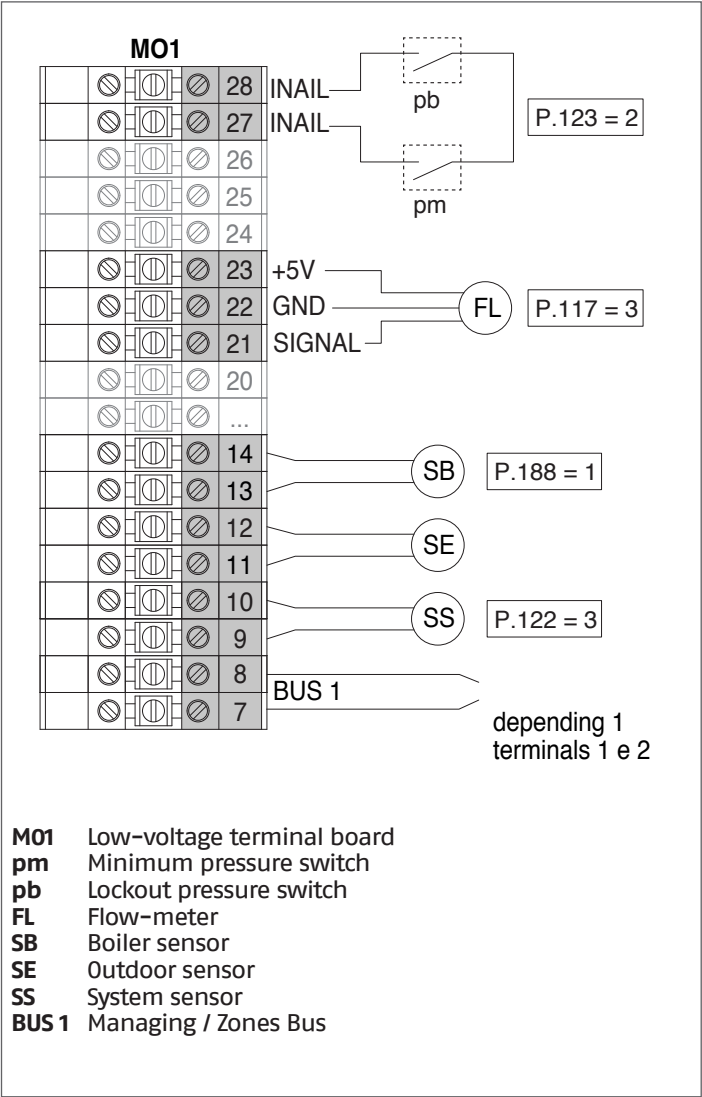 MO1
28 INAIL
pb
27 INAIL
P.123 = 2
26
25
pm
24
23 +5V
22 GND
FL
P.117 = 3
21 SIGNAL
20
...
14
SB
P.188 = 1
13
12
SE
11
10
SS
P.122 = 3
9
8
BUS 1
7
depending 1
terminals 1 e 2
M01 Low-voltage terminal board
pm Minimum pressure switch
pb Lockout pressure switch
FL Flow-meter
SB Boiler sensor
SE Outdoor sensor
SS System sensor
BUS 1 Managing / Zones Bus